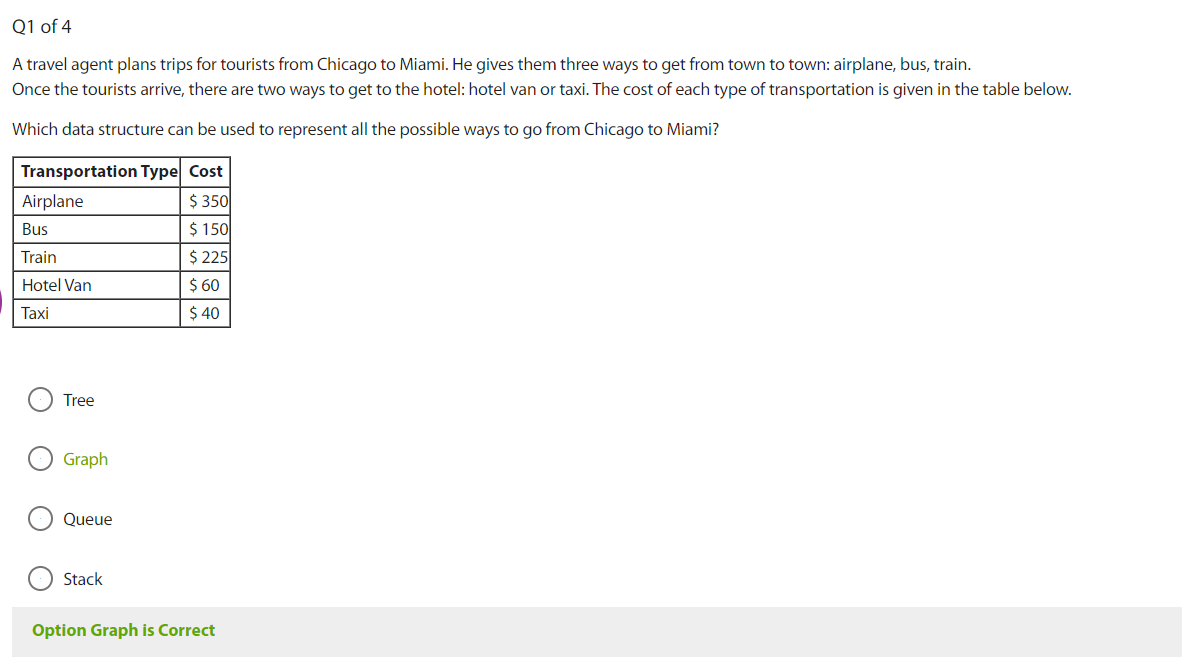 Q1 of 4
A travel agent plans trips for tourists from Chicago to Miami. He gives them three ways to get from town to town: airplane, bus, train.
Once the tourists arrive, there are two ways to get to the hotel: hotel van or taxi. The cost of each type of transportation is given in the table below.
Which data structure can be used to represent all the possible ways to go from Chicago to Miami?
Transportation Type Cost
Airplane $ 350
Bus $ 150
Train $ 225
Hotel Van $ 60
Taxi $ 40
Tree
Graph
Queue
Stack
Option Graph is Correct